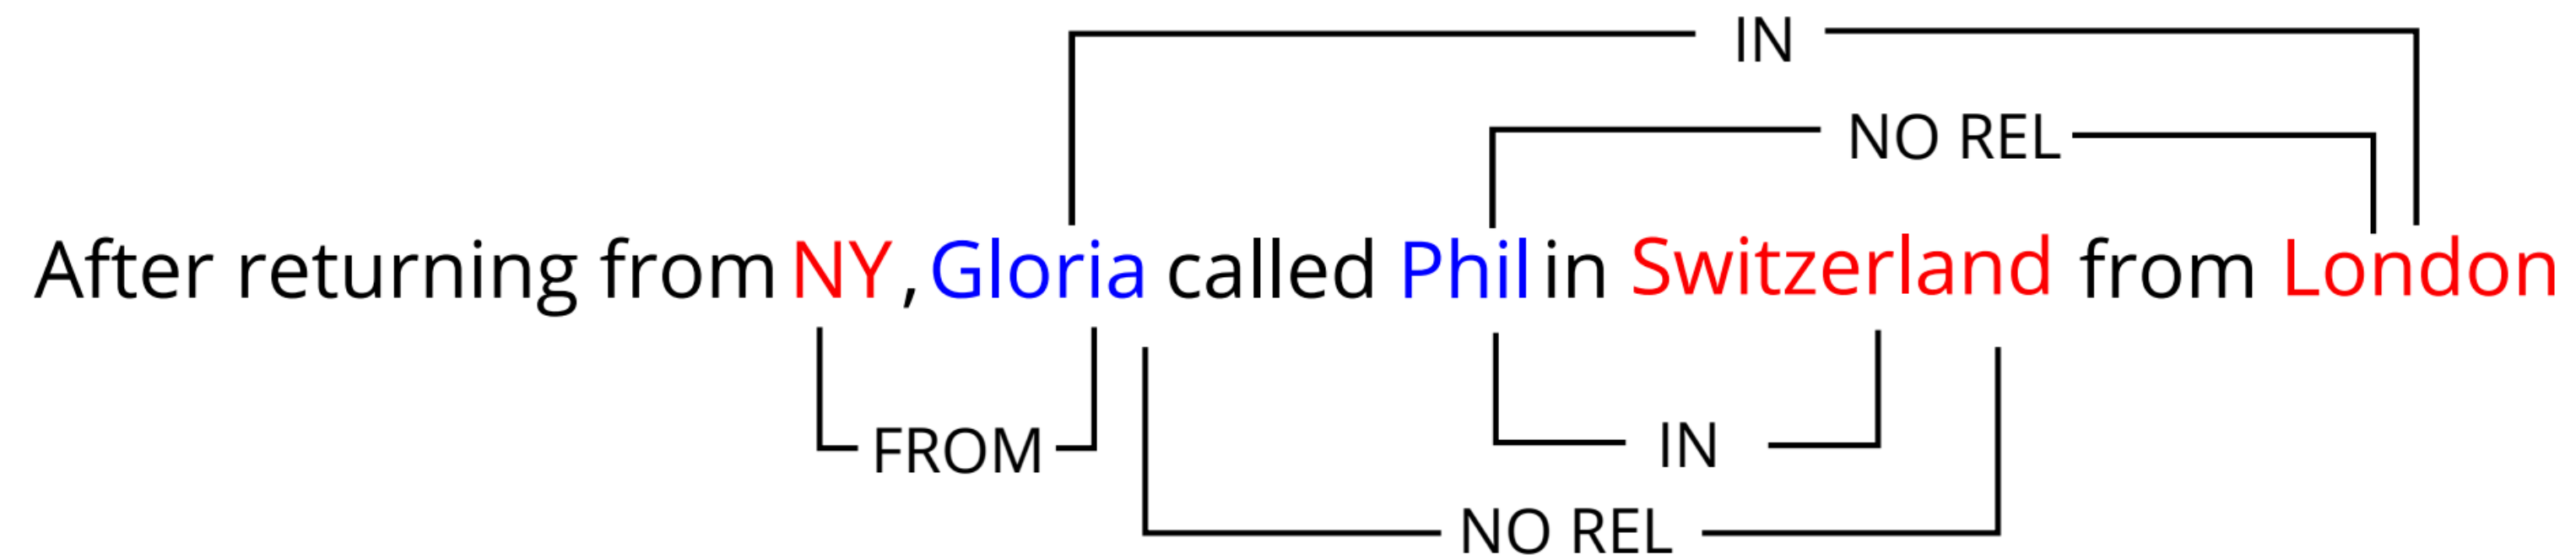 IN
NO REL
After returning from NY, Gloria called Phil in Switzerland from London
FROM
IN
NO REL